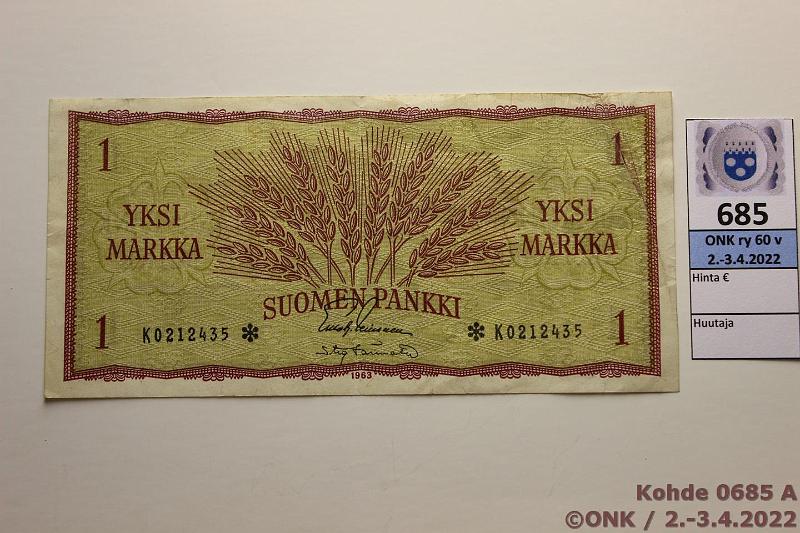 1
1
YKSI
MARKKA
YKSI
MARKKA
SUOMEN PANKKI
1
K0212435 *
* K0212435
1
1963
685
ONK ry 60 v
2.-3.4.2022
Hinta €
Huutaja
Kohde 0685 A
©ONK / 2.-3.4.2022